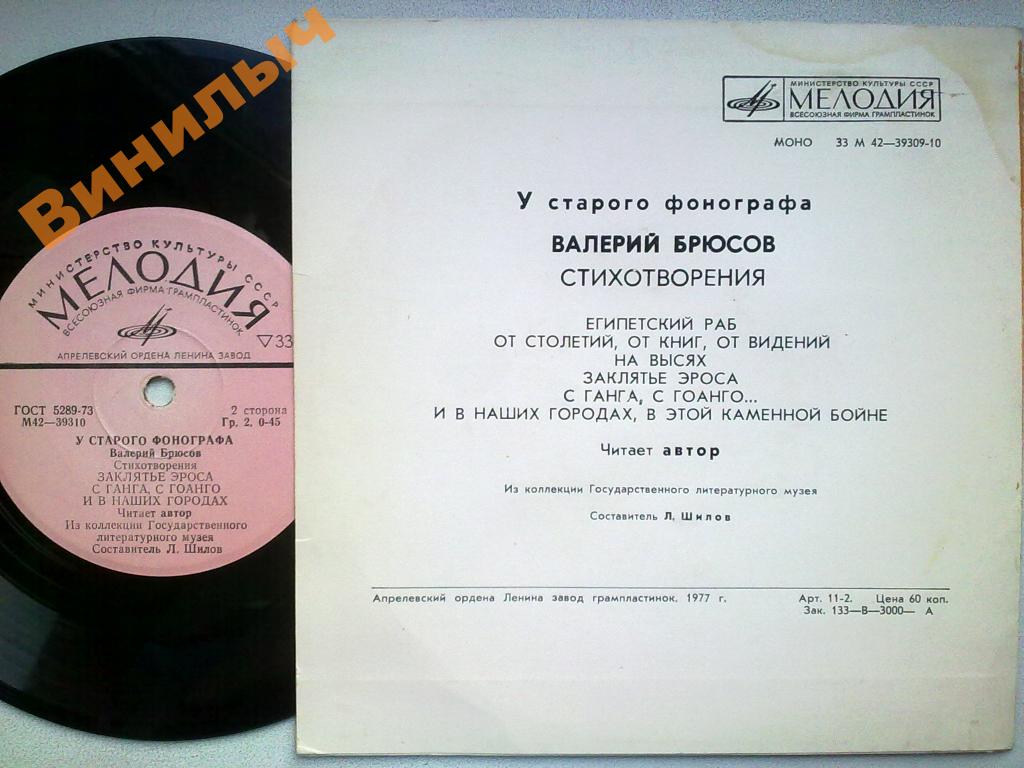 Винилыч
МИНИСТЕРСТВО КУЛЬТУРЫ СССР
МЕЛОДИЯ
ВСЕСОЮЗНАЯ ФИРМА ГРАМПЛАСТИНОК
▽33
АПРЕЛЕВСКИЙ ОРДЕНА ЛЕНИНА ЗАВОД
ГОСТ 5289-73
2 сторона
М42—39310
Гр. 2, 0-45
У СТАРОГО ФОНОГРАФА
Валерий Брюсов
Стихотворения
ЗАКЛЯТЬЕ ЭРОСА
С ГАНГА, С ГОАНГО
И В НАШИХ ГОРОДАХ
Читает автор
Из коллекции Государственного
литературного музея
Составитель Л. Шилов
МИНИСТЕРСТВО КУЛЬТУРЫ СССР
МЕЛОДИЯ
ВСЕСОЮЗНАЯ ФИРМА ГРАМПЛАСТИНОК
МОНО 33 М 42—39309-10
У старого фонографа
ВАЛЕРИЙ БРЮСОВ
СТИХОТВОРЕНИЯ
ЕГИПЕТСКИЙ РАБ
ОТ СТОЛЕТИЙ, ОТ КНИГ, ОТ ВИДЕНИЙ
НА ВЫСЯХ
ЗАКЛЯТЬЕ ЭРОСА
С ГАНГА, С ГОАНГО...
И В НАШИХ ГОРОДАХ, В ЭТОЙ КАМЕННОЙ БОЙНЕ
Читает автор
Из коллекции Государственного литературного музея
Составитель Л. Шилов
Апрелевский ордена Ленина завод грампластинок. 1977 г.
Арт. 11-2. Цена 60 коп.
Зак. 133—В—3000— А